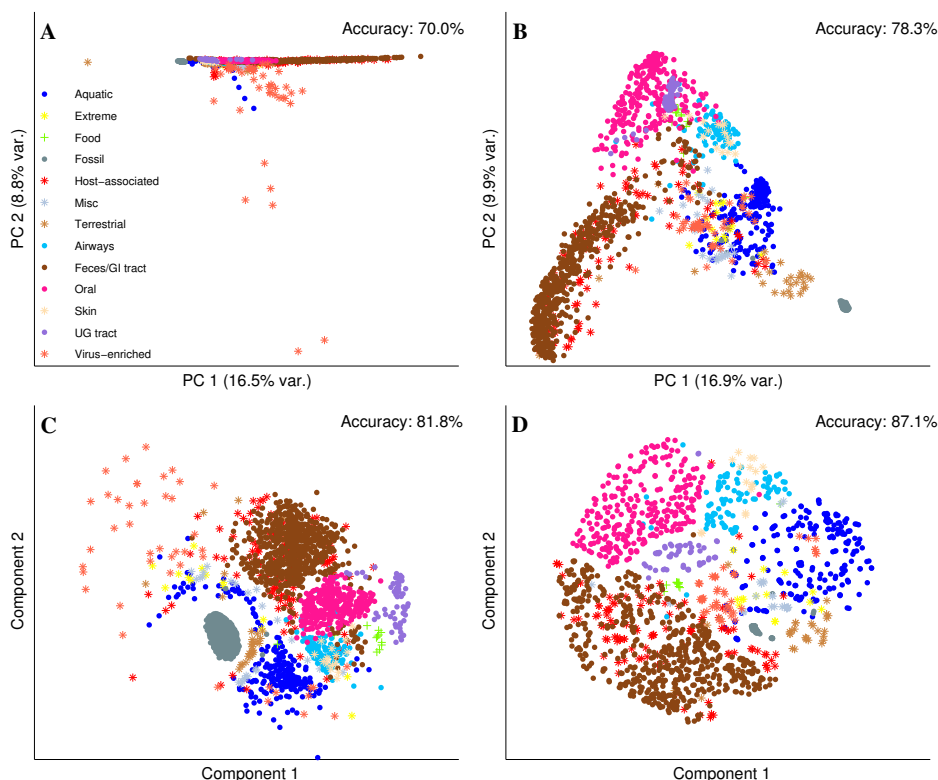 A
Accuracy: 70.0%
Aquatic
Extreme
Food
Fossil
Host−associated
Misc
Terrestrial
Airways
Feces/GI tract
Oral
Skin
UG tract
Virus−enriched
PC 2 (8.8% var.)
PC 1 (16.5% var.)
B
Accuracy: 78.3%
PC 2 (9.9% var.)
PC 1 (16.9% var.)
C
Accuracy: 81.8%
Component 2
Component 1
D
Accuracy: 87.1%
Component 2
Component 1